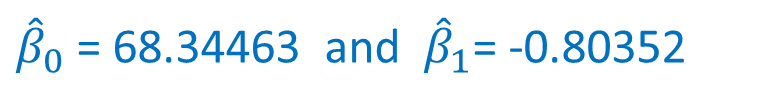 β̂₀ = 68.34463 and β̂₁= -0.80352